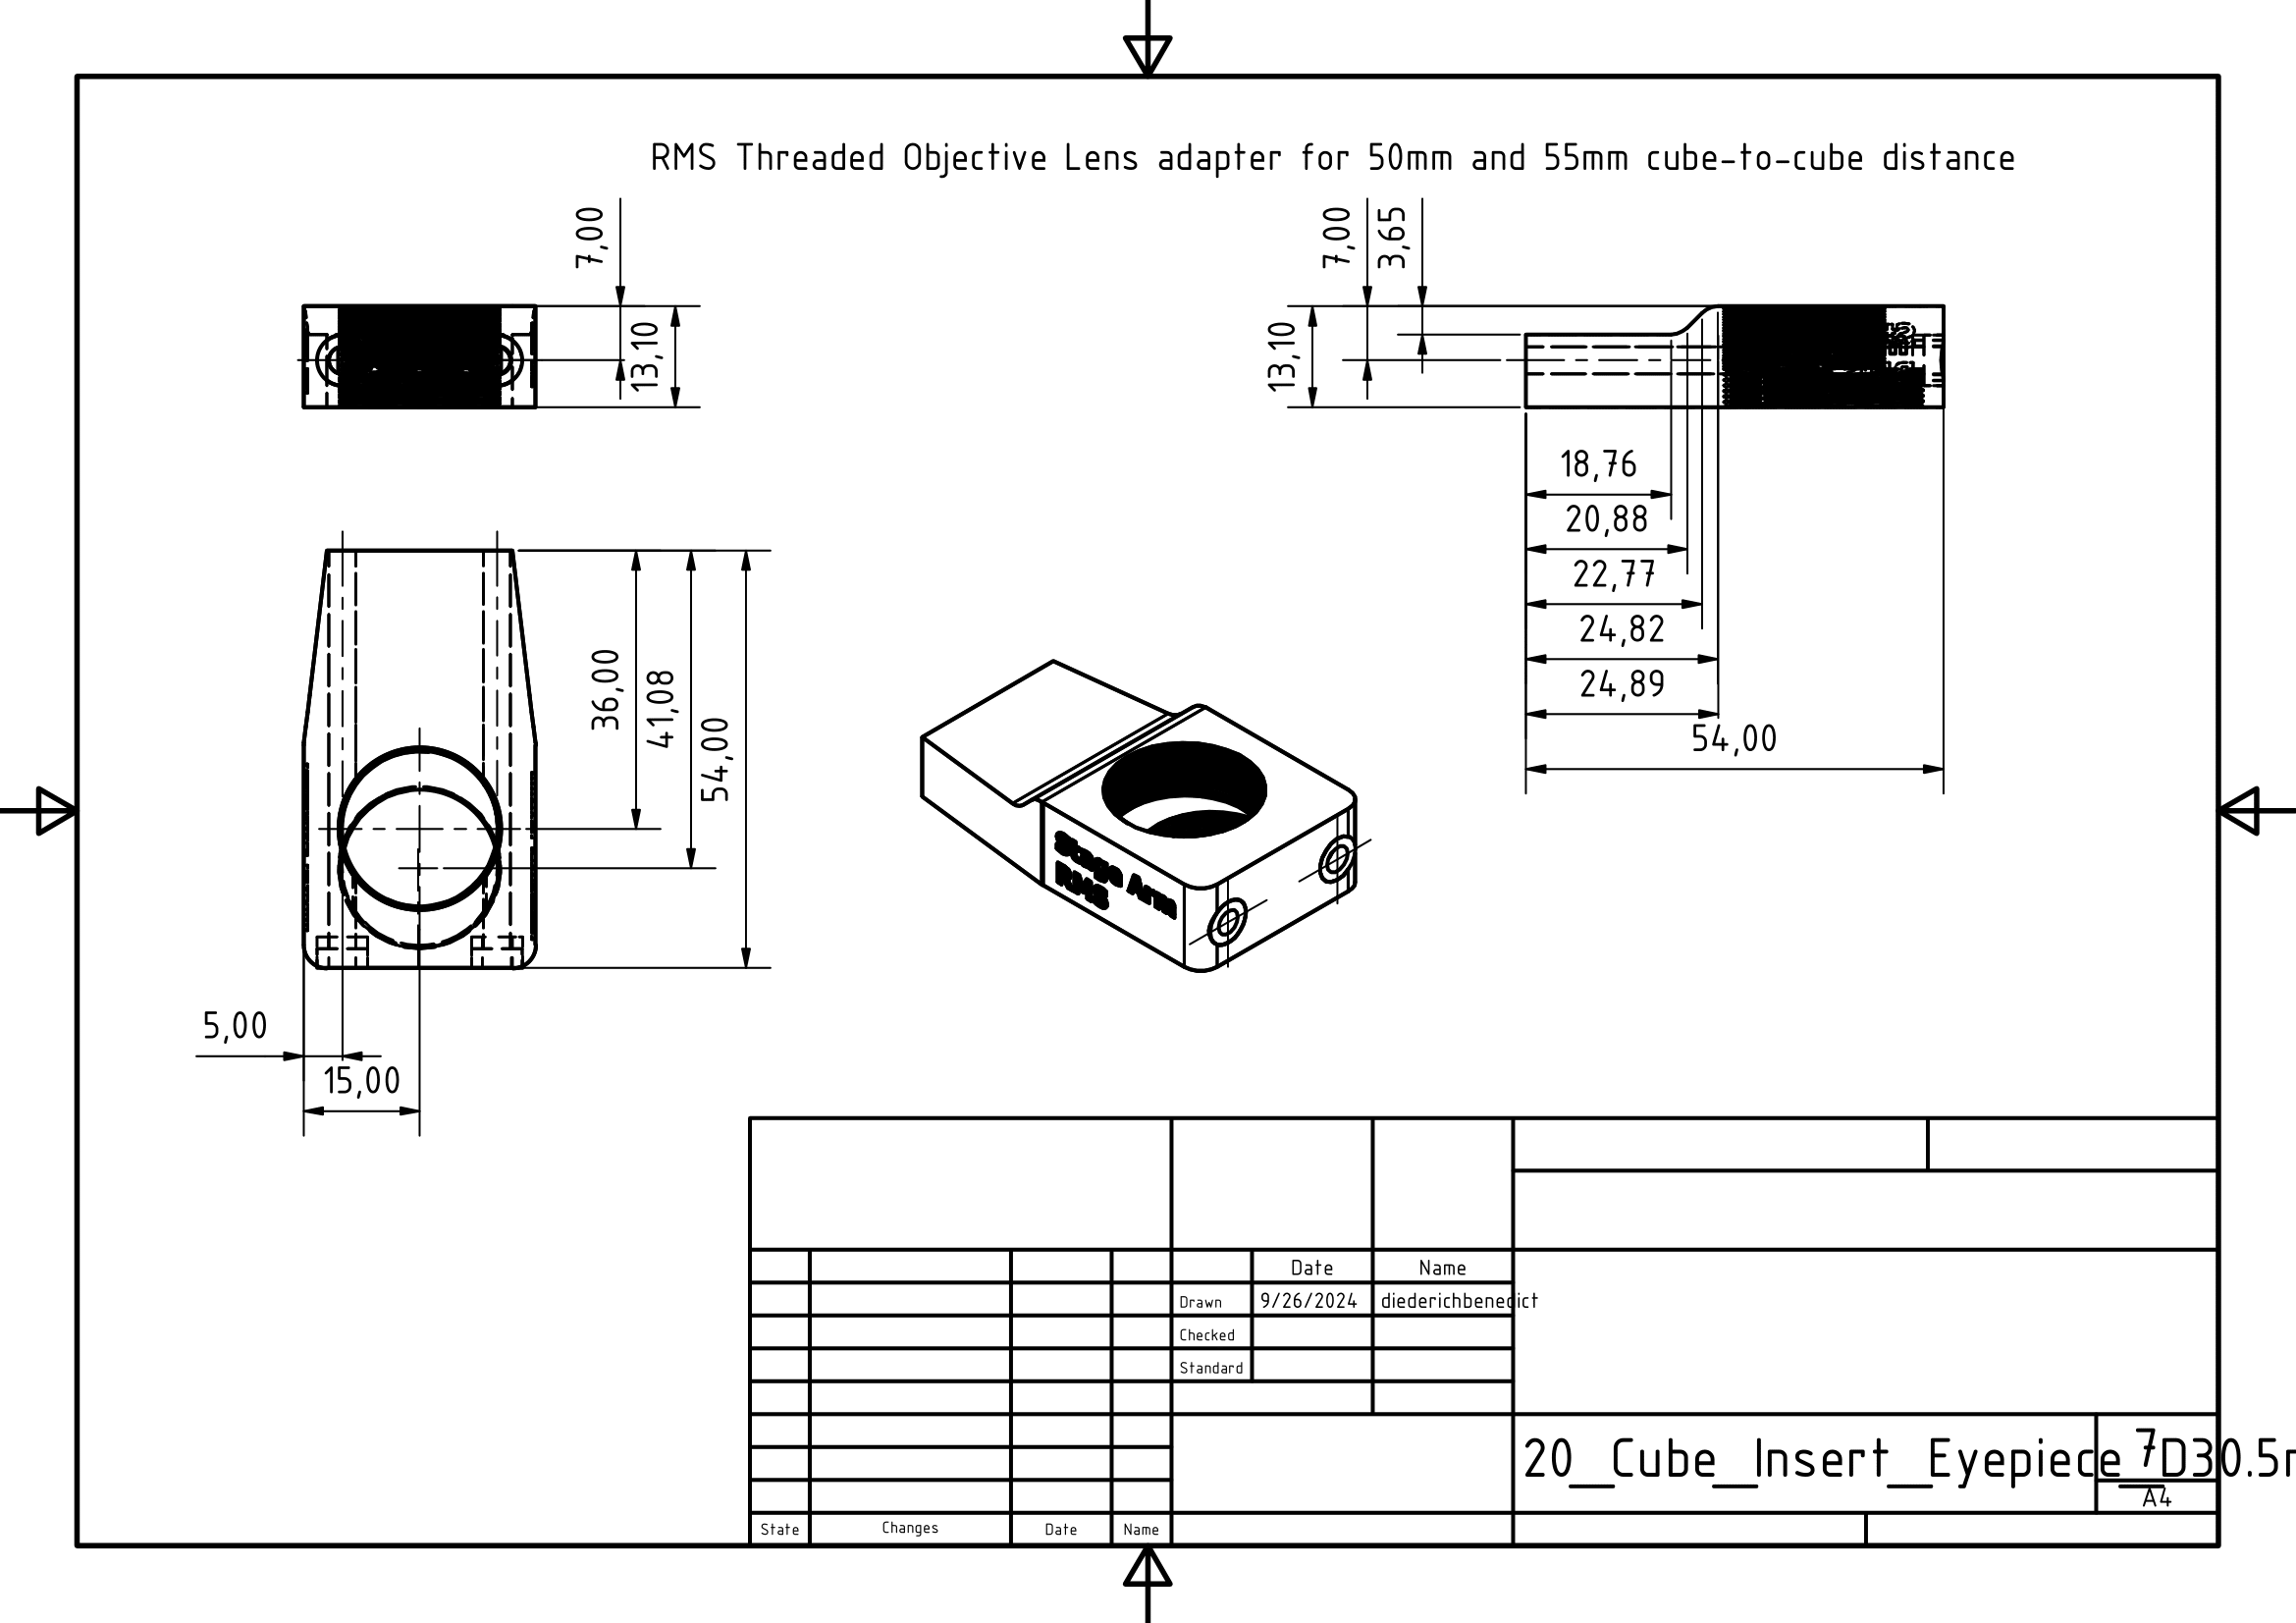 RMS Threaded Objective Lens adapter for 50mm and 55mm cube-to-cube distance
7,00
13,10
7,00
3,65
13,10
18,76
20,88
22,77
24,82
24,89
54,00
36,00
41,08
54,00
5,00
15,00
Stage Arm
RMS
Date Name
Drawn 9/26/2024 diederichbenedict
Checked
Standard
20_Cube_Insert_Eyepiece_D30.5
7
A4
State Changes Date Name